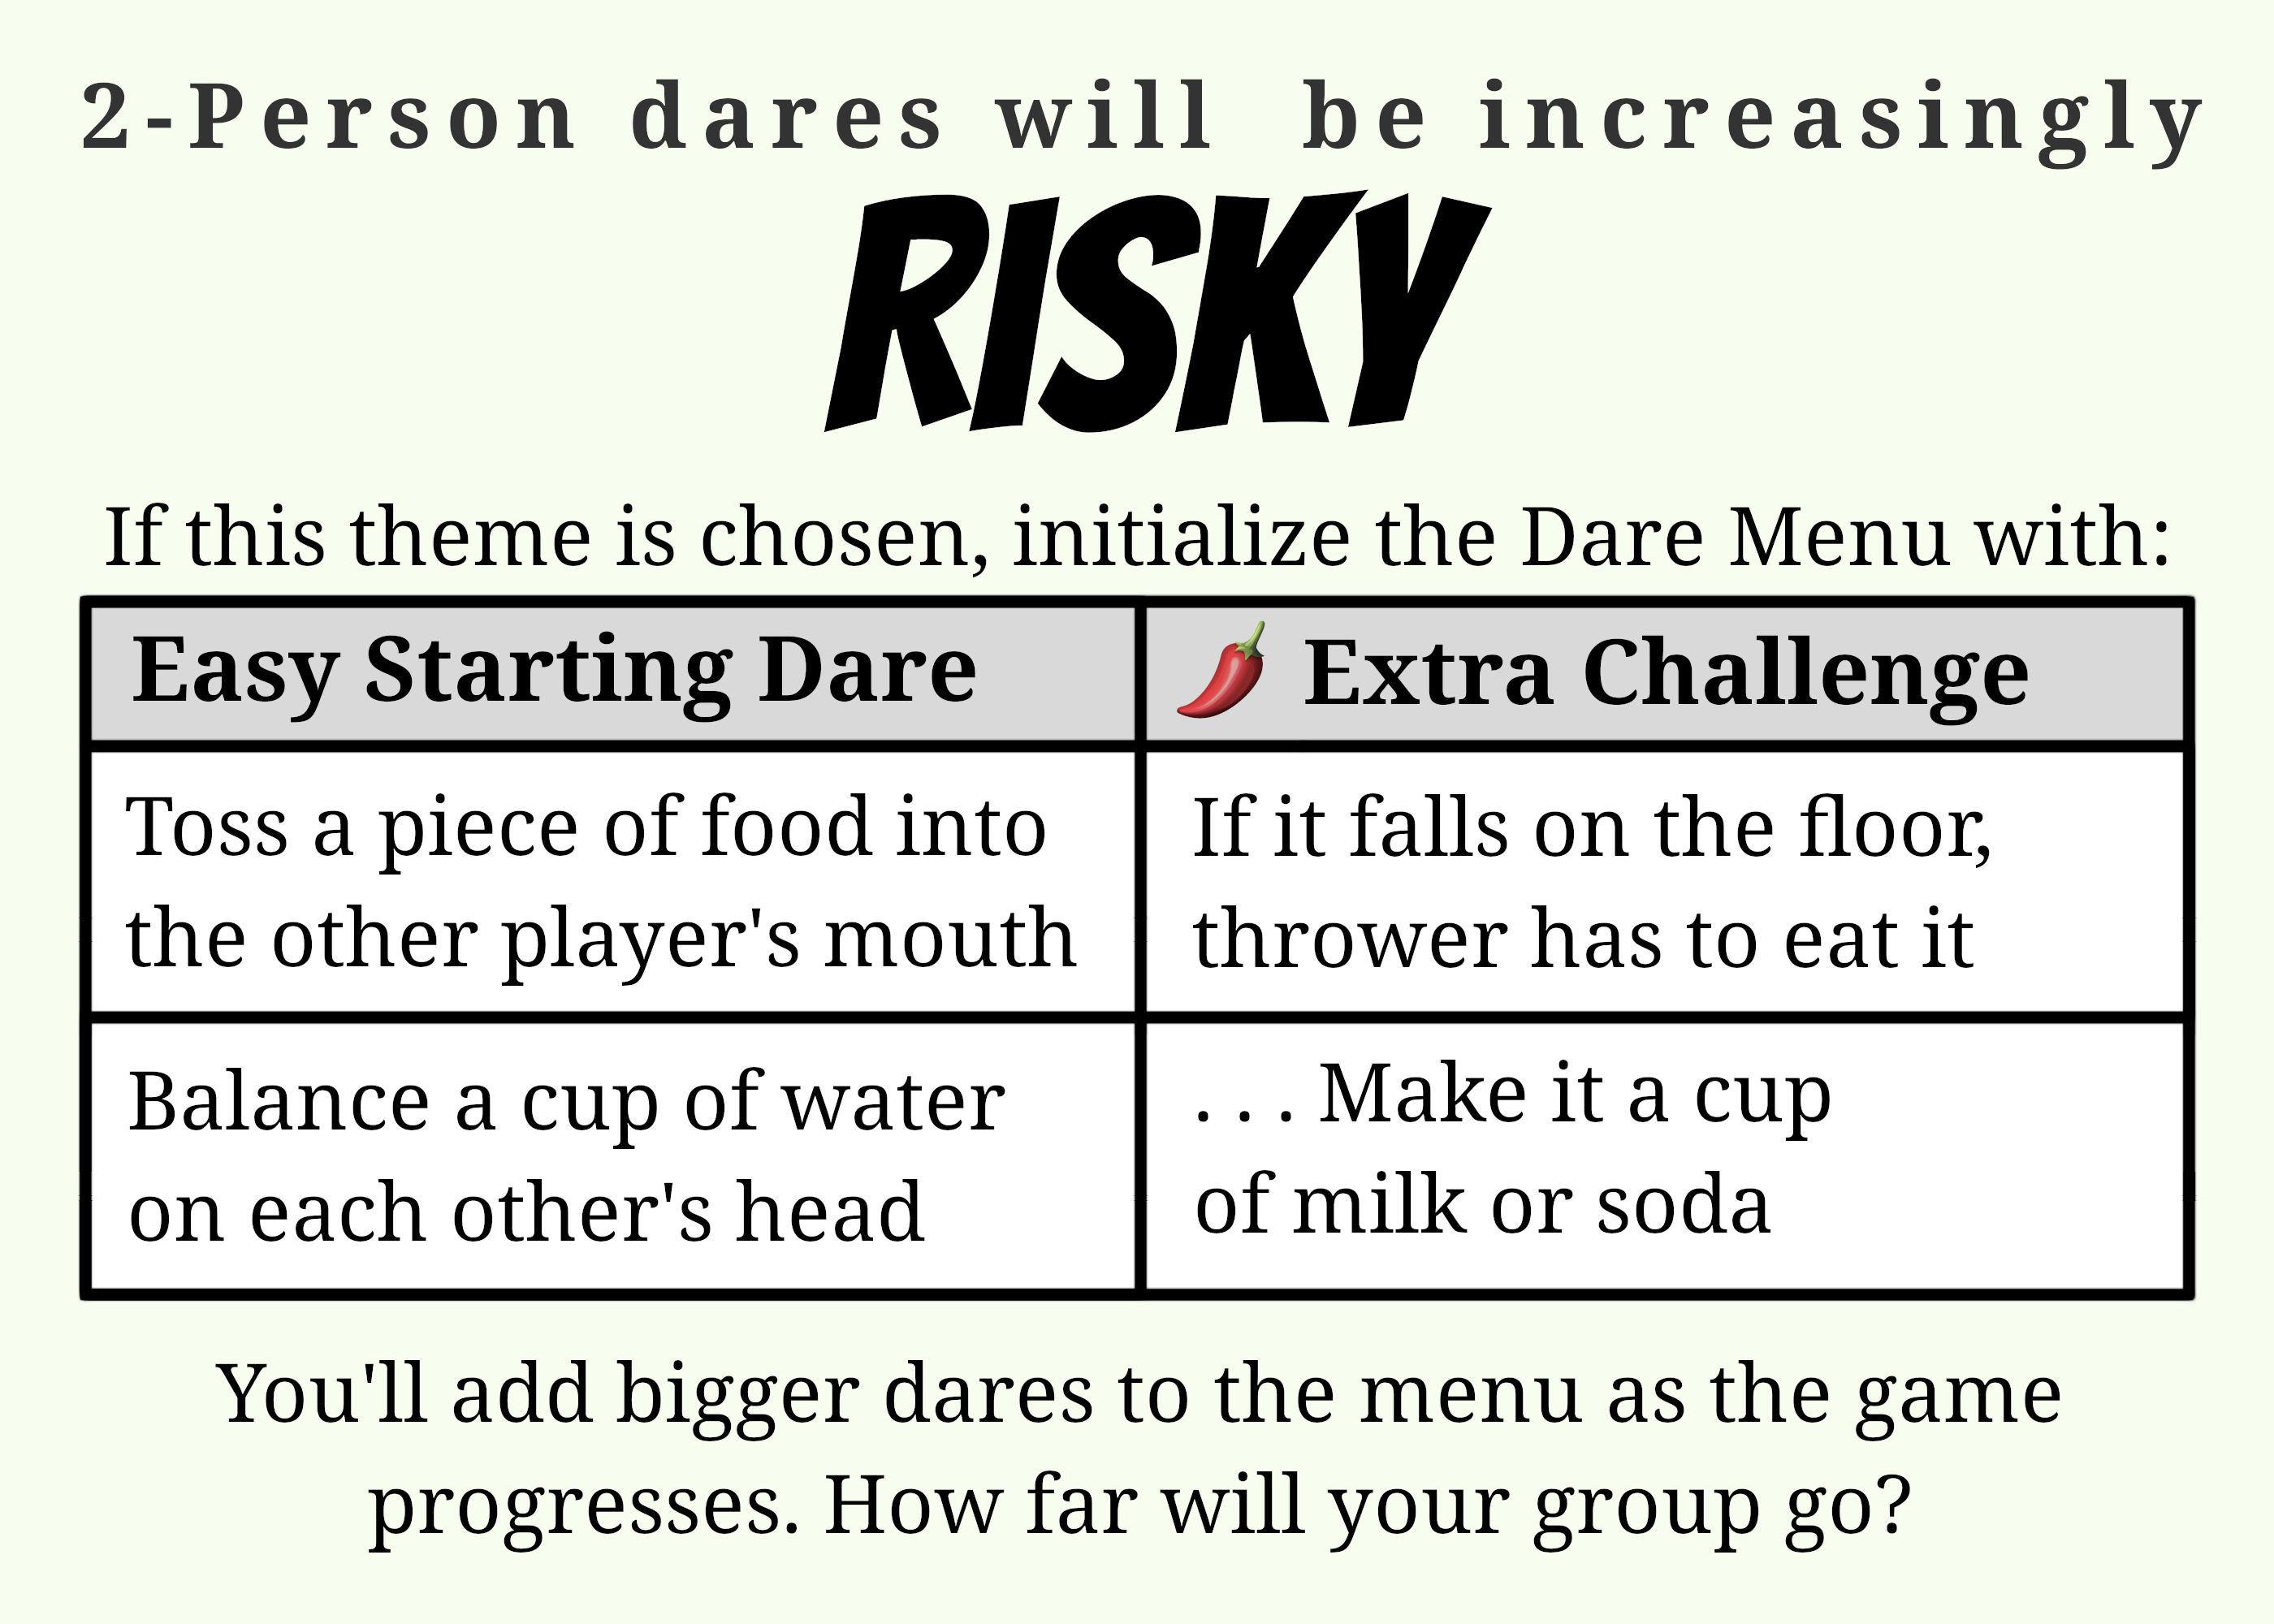 2-Person dares will be increasingly
RISKY
If this theme is chosen, initialize the Dare Menu with:
Easy Starting Dare
🌶️ Extra Challenge
Toss a piece of food into
the other player's mouth
If it falls on the floor,
thrower has to eat it
Balance a cup of water
on each other's head
. . . Make it a cup
of milk or soda
You'll add bigger dares to the menu as the game
progresses. How far will your group go?